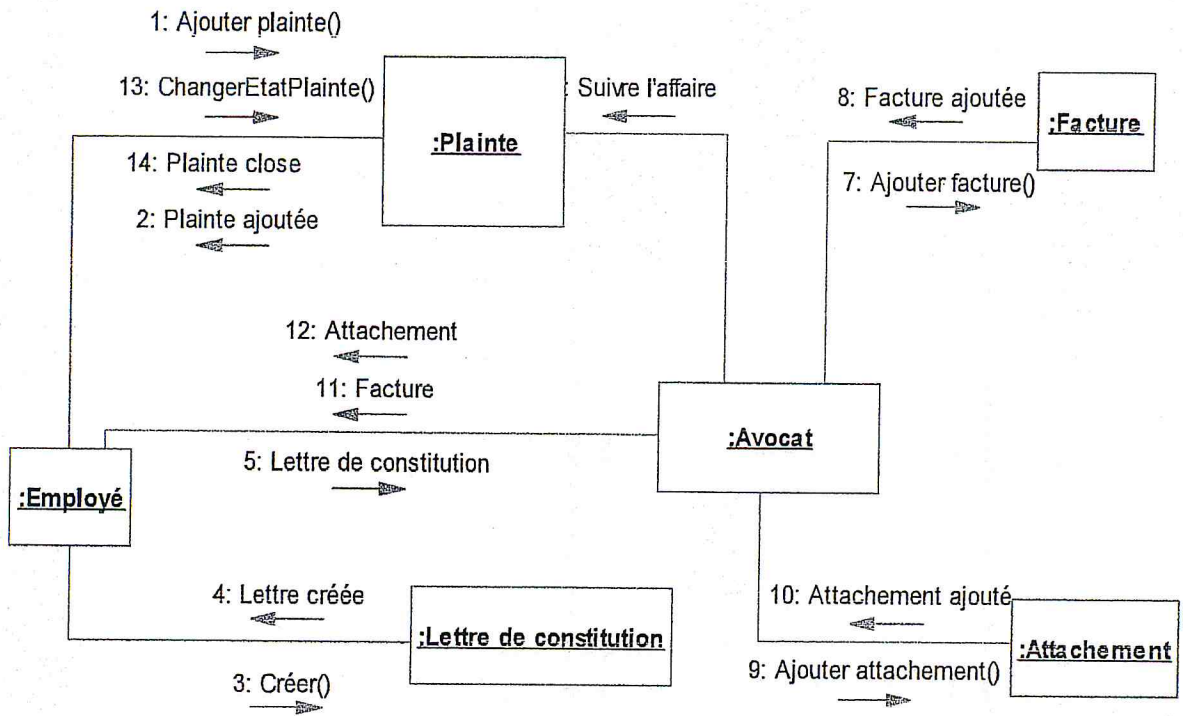 1: Ajouter plainte()
13: ChangerEtatPlainte()
:Plainte
: Suivre l'affaire
8: Facture ajoutée
:Facture
14: Plainte close
7: Ajouter facture()
2: Plainte ajoutée
12: Attachement
11: Facture
:Avocat
5: Lettre de constitution
:Employé
4: Lettre créée
:Lettre de constitution
10: Attachement ajouté
:Attachement
9: Ajouter attachement()
3: Créer()